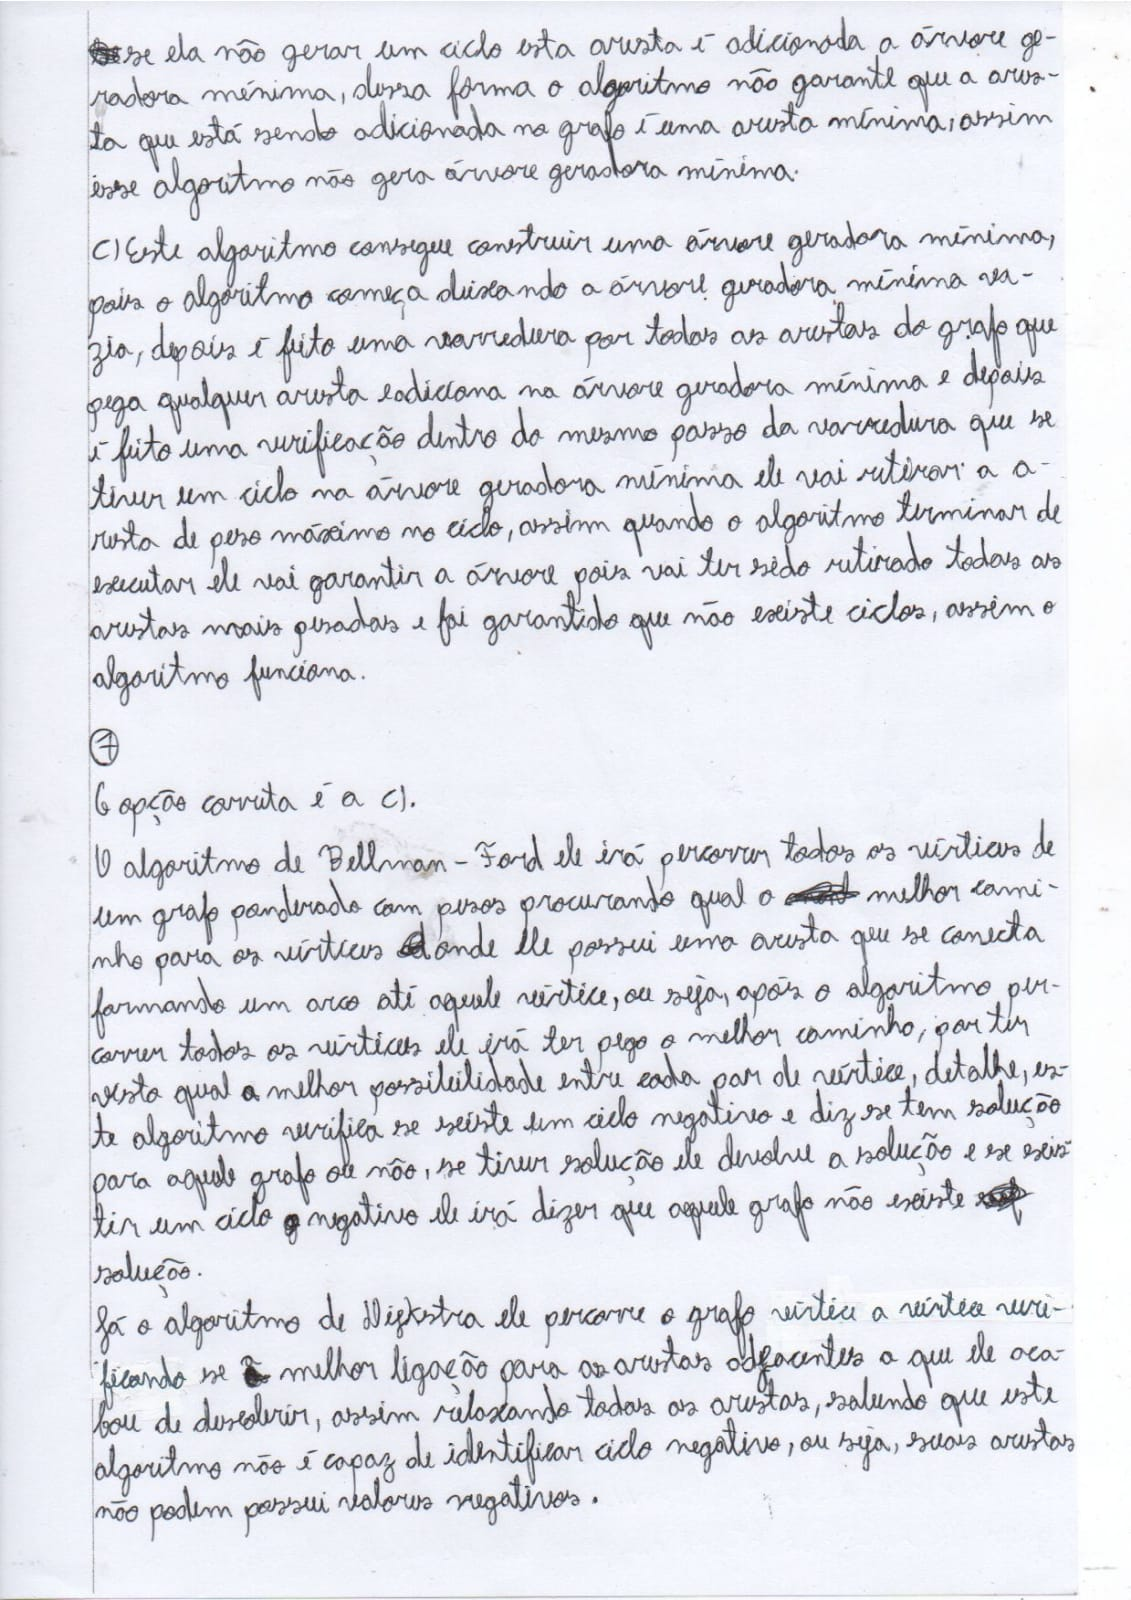 se ela não gerar um ciclo esta aresta é adicionada a árvore ge-
radora mínima, dessa forma o algoritmo não garante que a ares-
ta que está sendo adicionada no grafo é uma aresta mínima, assim
esse algoritmo não gera árvore geradora mínima.
C) Este algoritmo consegue construir uma árvore geradora mínima,
pois o algoritmo começa deixando a árvore geradora mínima va-
zia, depois é feito uma varredura por todas as arestas do grafo que
pega qualquer aresta e adiciona na árvore geradora mínima e depois
é feito uma verificação dentro do mesmo passo da varredura que se
tiver um ciclo na árvore geradora mínima ele vai retirar a a-
resta de peso máximo no ciclo, assim quando o algoritmo terminar de
executar ele vai garantir a árvore pois vai ter sido retirado todas as
arestas mais pesadas e foi garantido que não existe ciclos, assim o
algoritmo funciona.
7
A opção correta é a C).
O algoritmo de Bellman-Ford ele irá percorrer todos os vértices de
um grafo ponderado com pesos procurando qual o melhor cami-
nho para os vértices onde ele possui uma aresta que se conecta
formando um arco até aquele vértice, ou seja, após o algoritmo per-
correr todos os vértices ele irá ter pego o melhor caminho, por ter
visto qual a melhor possibilidade entre cada par de vértice, detalhe, es-
te algoritmo verifica se existe um ciclo negativo e diz se tem solução
para aquele grafo ou não, se tiver solução ele devolve a solução e se exis-
tir um ciclo negativo ele irá dizer que aquele grafo não existe
solução.
Já o algoritmo de Dijkstra ele percorre o grafo vértice a vértice veri-
ficando se a melhor ligação para as arestas adjacentes a que ele aca-
bou de descobrir, assim relaxando todas as arestas, sabendo que este
algoritmo não é capaz de identificar ciclo negativo, ou seja, suas arestas
não podem possui valores negativos.